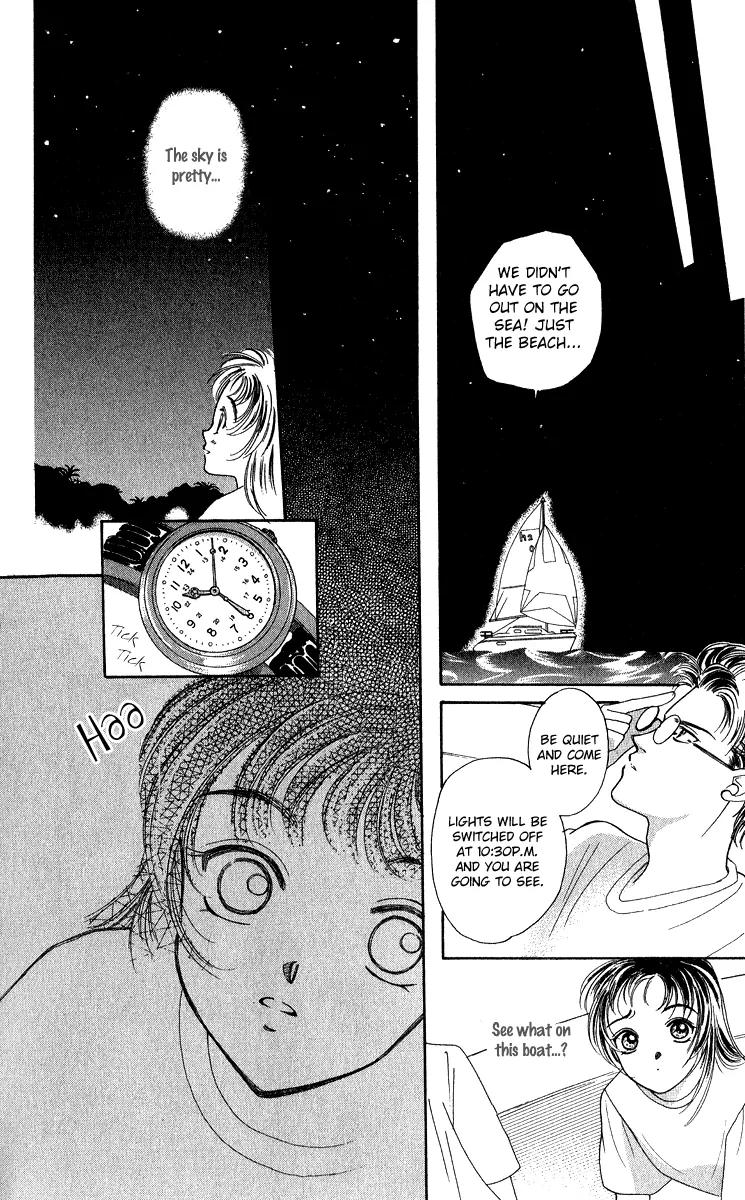 WE DIDN'T
HAVE TO GO
OUT ON THE
SEA! JUST
THE BEACH...
BE QUIET
AND COME
HERE.
LIGHTS WILL BE
SWITCHED OFF
AT 10:30P.M.
AND YOU ARE
GOING TO SEE.
See what on
this boat...?
The sky is
pretty...
TICK
TICK
Haa